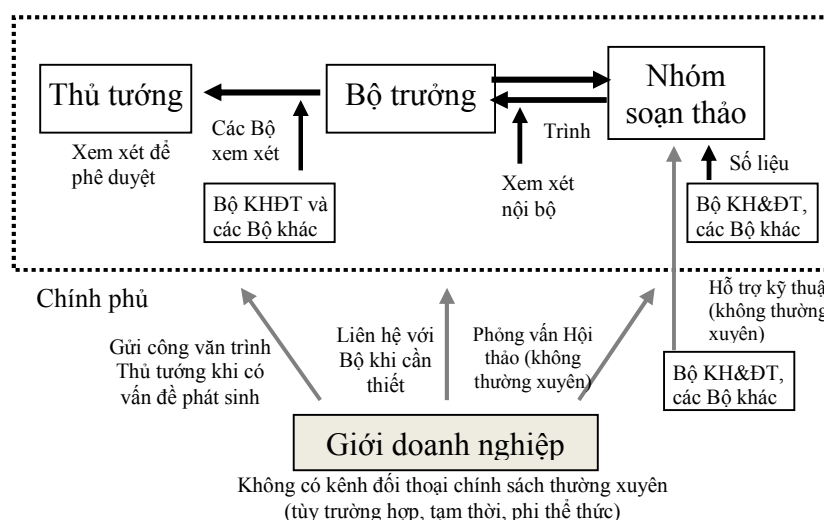 Thủ tướng
Bộ trưởng
Nhóm
soạn thảo
Xem xét để
phê duyệt
Các Bộ
xem xét
Trình
Xem xét
nội bộ
Số liệu
Bộ KHĐT và
các Bộ khác
Bộ KH&ĐT,
các Bộ khác
Chính phủ
Gửi công văn trình
Thủ tướng khi có
vấn đề phát sinh
Liên hệ với
Bộ khi cần
thiết
Phỏng vấn Hội
thảo (không
thường xuyên)
Hỗ trợ kỹ
(không thường
xuyên)
Bộ KH&ĐT,
các Bộ khác
Giới doanh nghiệp
Không có kênh đối thoại chính sách thường xuyên
(tùy trường hợp, tạm thời, phi thể thức)